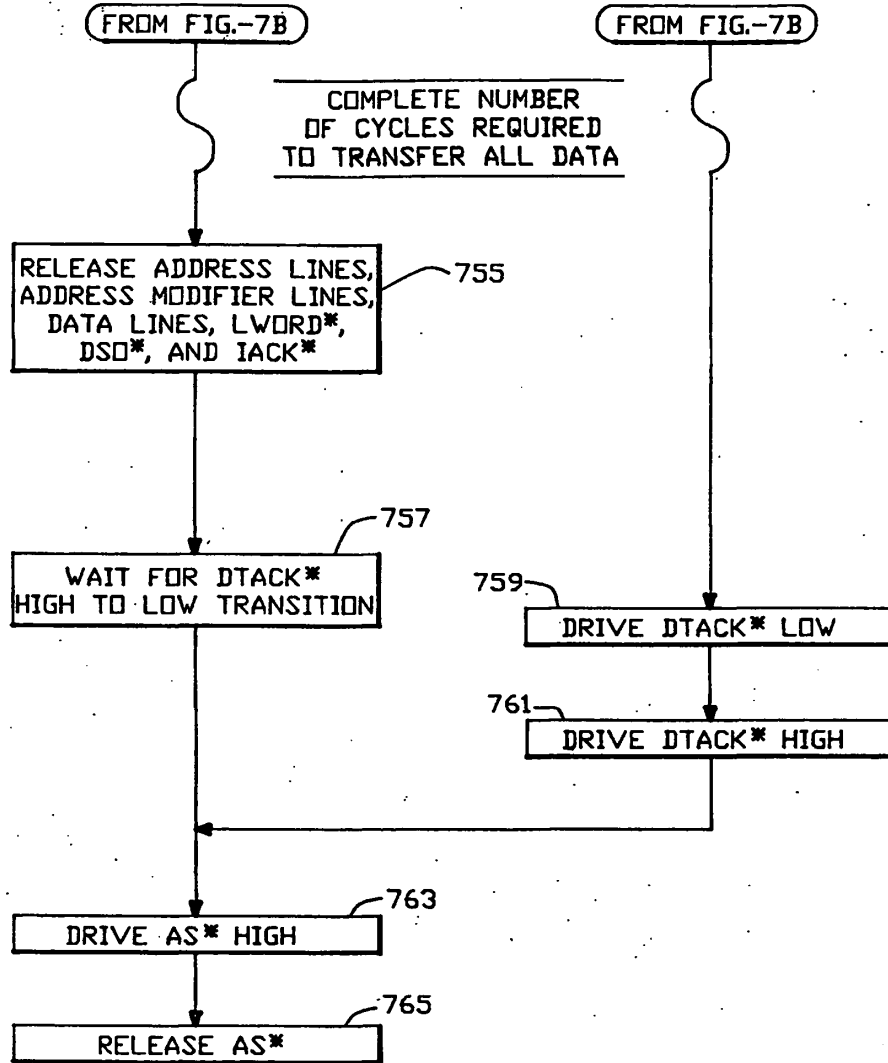 FROM FIG.-7B
FROM FIG.-7B
COMPLETE NUMBER
OF CYCLES REQUIRED
TO TRANSFER ALL DATA
RELEASE ADDRESS LINES,
ADDRESS MODIFIER LINES,
DATA LINES, LWORD*,
DS0*, AND IACK*
755
757
WAIT FOR DTACK*
HIGH TO LOW TRANSITION
759
DRIVE DTACK* LOW
761
DRIVE DTACK* HIGH
763
DRIVE AS* HIGH
765
RELEASE AS*